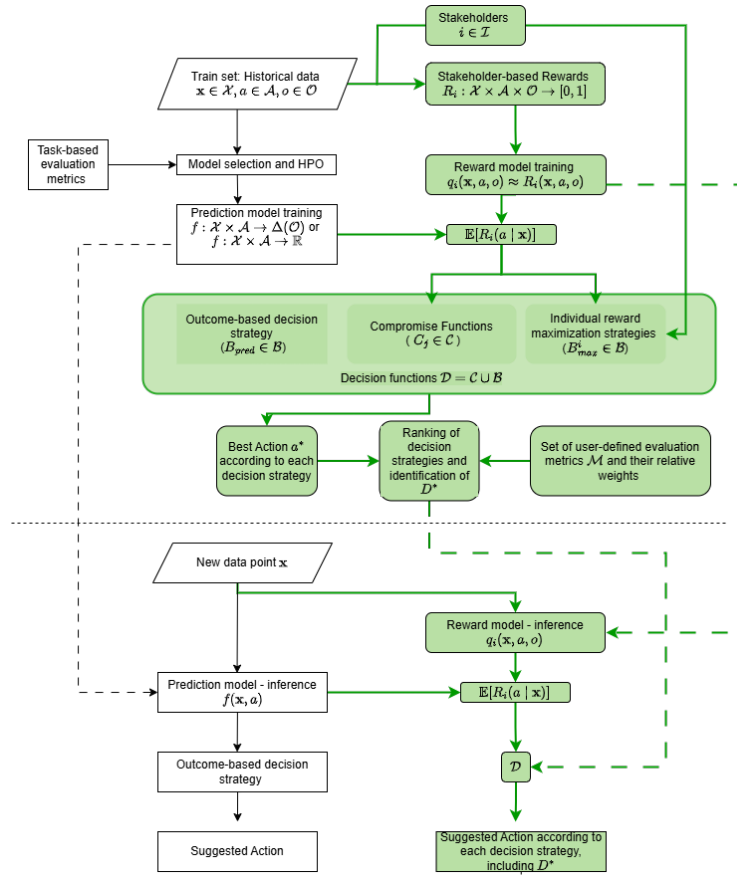 Stakeholders
i ∈ 𝓘
Train set: Historical data
𝐱 ∈ 𝒳, a ∈ 𝒜, o ∈ 𝒪
Stakeholder-based Rewards
R_i : 𝒳 × 𝒜 × 𝒪 → [0, 1]
Task-based
evaluation
metrics
Model selection and HPO
Reward model training
q_i(𝐱, a, o) ≈ R_i(𝐱, a, o)
Prediction model training
f : 𝒳 × 𝒜 → Δ(𝒪) or
f : 𝒳 × 𝒜 → ℝ
𝔼[R_i(a | 𝐱)]
Outcome-based decision
strategy
(B_{pred} ∈ ℬ)
Compromise Functions
( C_j ∈ 𝒞)
Individual reward
maximization strategies
(B^i_{max} ∈ ℬ)
Decision functions 𝒟 = 𝒞 ∪ ℬ
Best Action a*
according to each
decision strategy
Ranking of
decision
strategies and
identification of
D*
Set of user-defined evaluation
metrics ℳ and their relative
weights
New data point 𝐱
Reward model - inference
q_i(𝐱, a, o)
Prediction model - inference
f(𝐱, a)
𝔼[R_i(a | 𝐱)]
Outcome-based decision
strategy
𝒟
Suggested Action
Suggested Action according to
each decision strategy,
including D*